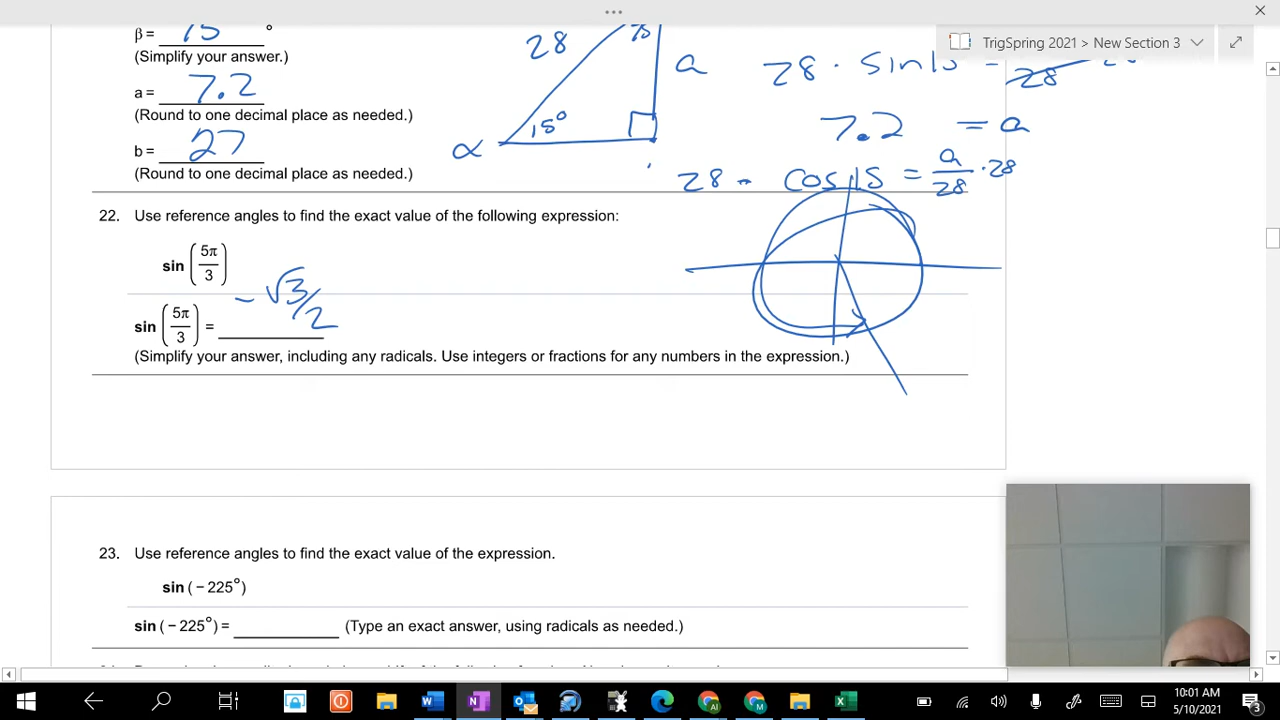 TrigSpring 2021 > New Section 3
β = 75 °
(Simplify your answer.)
a = 7.2
(Round to one decimal place as needed.)
b = 27
(Round to one decimal place as needed.)
28
75
15°
α
a
28 · sin15 =
28
7.2 = a
28 - cos 15 = a/28 · 28
22. Use reference angles to find the exact value of the following expression:
sin (5π/3)
sin (5π/3) = - √3/2
(Simplify your answer, including any radicals. Use integers or fractions for any numbers in the expression.)
23. Use reference angles to find the exact value of the expression.
sin (− 225°)
sin (− 225°) = ________ (Type an exact answer, using radicals as needed.)
10:01 AM
5/10/2021
3